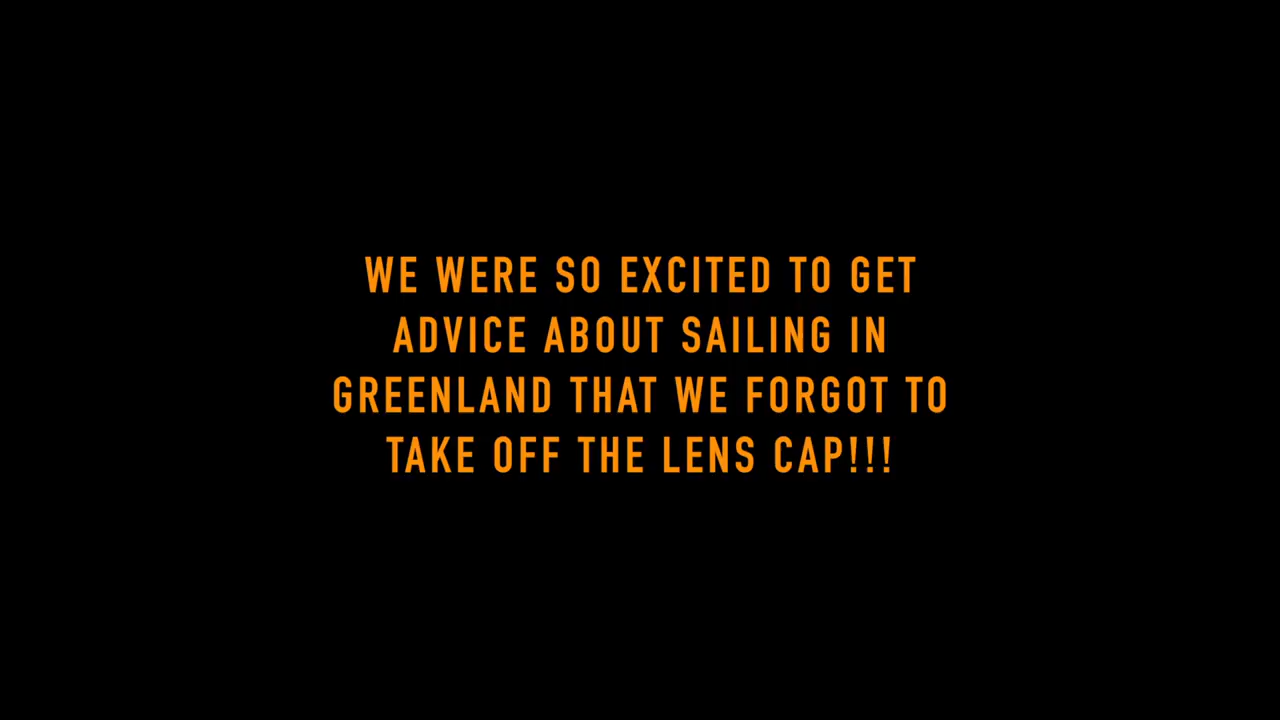 WE WERE SO EXCITED TO GET
ADVICE ABOUT SAILING IN
GREENLAND THAT WE FORGOT TO
TAKE OFF THE LENS CAP!!!